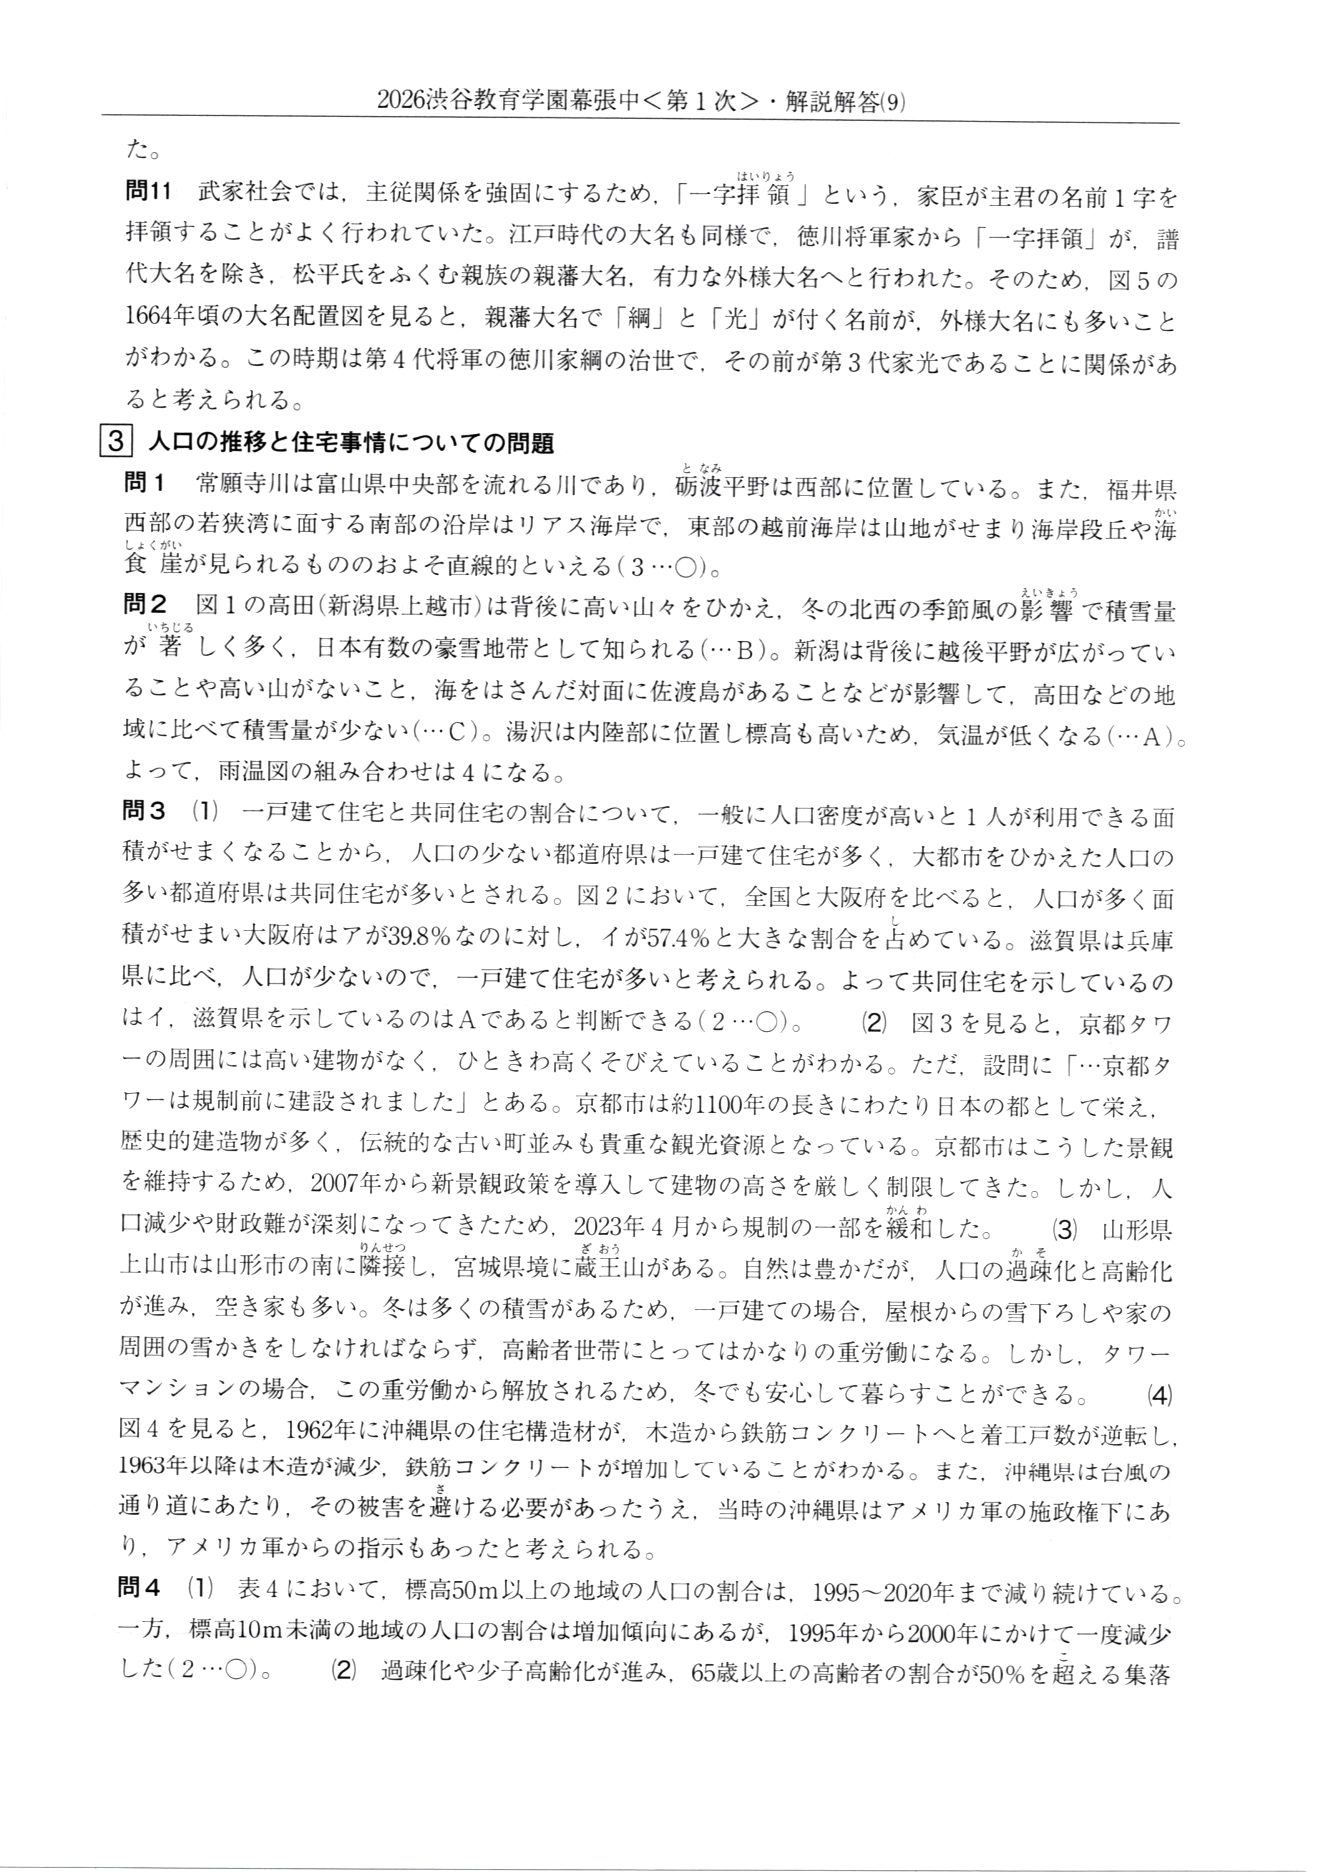 2026渋谷教育学園幕張中＜第１次＞・解説解答(9)
た。
問11　武家社会では，主従関係を強固にするため，「一字拝領」という，家臣が主君の名前１字を
拝領することがよく行われていた。江戸時代の大名も同様で，徳川将軍家から「一字拝領」が，譜
代大名を除き，松平氏をふくむ親族の親藩大名，有力な外様大名へと行われた。そのため，図５の
1664年頃の大名配置図を見ると，親藩大名で「綱」と「光」が付く名前が，外様大名にも多いこと
がわかる。この時期は第４代将軍の徳川家綱の治世で，その前が第３代家光であることに関係があ
ると考えられる。
3　人口の推移と住宅事情についての問題
問１　常願寺川は富山県中央部を流れる川であり，砺波平野は西部に位置している。また，福井県
西部の若狭湾に面する南部の沿岸はリアス海岸で，東部の越前海岸は山地がせまり海岸段丘や海
食崖が見られるもののおよそ直線的といえる(３…○)。
問２　図１の高田(新潟県上越市)は背後に高い山々をひかえ，冬の北西の季節風の影響で積雪量
が著しく多く，日本有数の豪雪地帯として知られる(…Ｂ)。新潟は背後に越後平野が広がってい
ることや高い山がないこと，海をはさんだ対面に佐渡島があることなどが影響して，高田などの地
域に比べて積雪量が少ない(…Ｃ)。湯沢は内陸部に位置し標高も高いため，気温が低くなる(…Ａ)。
よって，雨温図の組み合わせは４になる。
問３　(1)　一戸建て住宅と共同住宅の割合について，一般に人口密度が高いと１人が利用できる面
積がせまくなることから，人口の少ない都道府県は一戸建て住宅が多く，大都市をひかえた人口の
多い都道府県は共同住宅が多いとされる。図２において，全国と大阪府を比べると，人口が多く面
積がせまい大阪府はアが39.8％なのに対し，イが57.4％と大きな割合を占めている。滋賀県は兵庫
県に比べ，人口が少ないので，一戸建て住宅が多いと考えられる。よって共同住宅を示しているの
はイ，滋賀県を示しているのはＡであると判断できる(２…○)。　(2)　図３を見ると，京都タワ
ーの周囲には高い建物がなく，ひときわ高くそびえていることがわかる。ただ，設問に「…京都タ
ワーは規制前に建設されました」とある。京都市は約1100年の長きにわたり日本の都として栄え，
歴史的建造物が多く，伝統的な古い町並みも貴重な観光資源となっている。京都市はこうした景観
を維持するため，2007年から新景観政策を導入して建物の高さを厳しく制限してきた。しかし，人
口減少や財政難が深刻になってきたため，2023年４月から規制の一部を緩和した。　(3)　山形県
上山市は山形市の南に隣接し，宮城県境に蔵王山がある。自然は豊かだが，人口の過疎化と高齢化
が進み，空き家も多い。冬は多くの積雪があるため，一戸建ての場合，屋根からの雪下ろしや家の
周囲の雪かきをしなければならず，高齢者世帯にとってはかなりの重労働になる。しかし，タワー
マンションの場合，この重労働から解放されるため，冬でも安心して暮らすことができる。　(4)
図４を見ると，1962年に沖縄県の住宅構造材が，木造から鉄筋コンクリートへと着工戸数が逆転し，
1963年以降は木造が減少，鉄筋コンクリートが増加していることがわかる。また，沖縄県は台風の
通り道にあたり，その被害を避ける必要があったうえ，当時の沖縄県はアメリカ軍の施政権下にあ
り，アメリカ軍からの指示もあったと考えられる。
問４　(1)　表４において，標高50ｍ以上の地域の人口の割合は，1995～2020年まで減り続けている。
一方，標高10ｍ未満の地域の人口の割合は増加傾向にあるが，1995年から2000年にかけて一度減少
した(２…○)。　(2)　過疎化や少子高齢化が進み，65歳以上の高齢者の割合が50％を超える集落